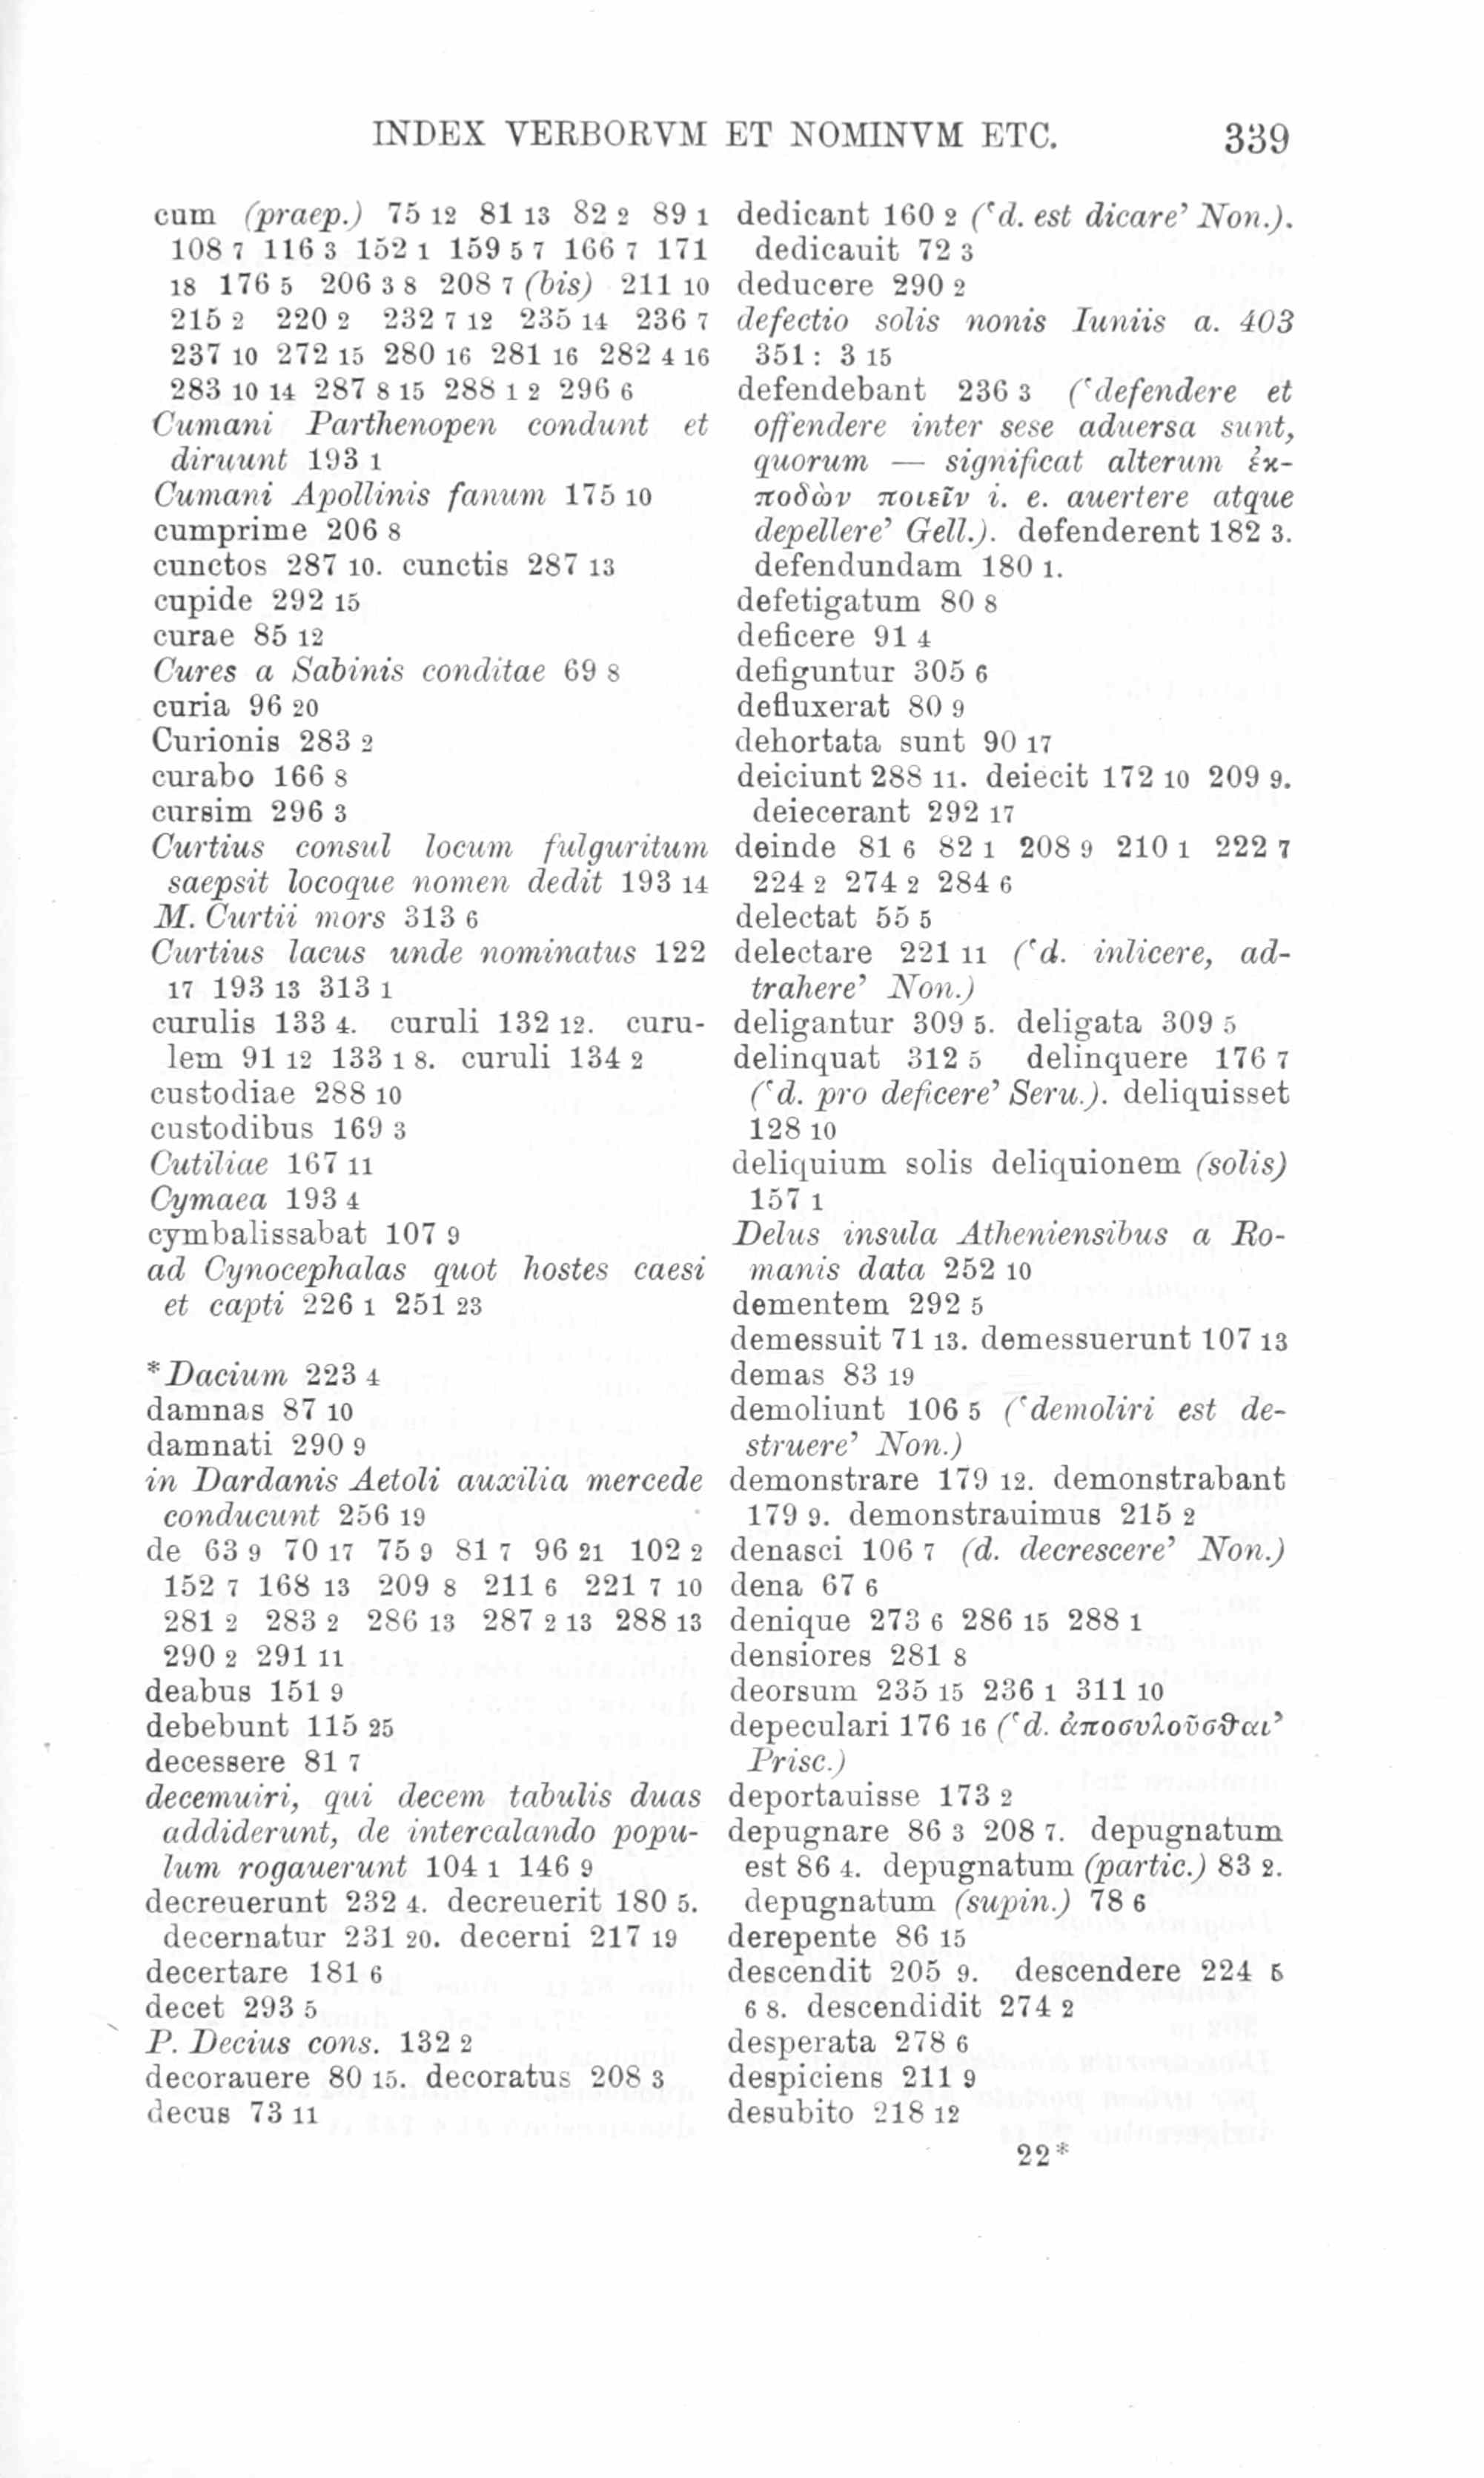 INDEX VERBORVM ET NOMINVM ETC. 339
cum (praep.) 75 12 81 13 82 2 89 1
108 7 116 3 152 1 159 5 7 166 7 171
18 176 5 206 3 8 208 7 (bis) 211 10
215 2 220 2 232 7 12 235 14 236 7
237 10 272 15 280 16 281 16 282 4 16
283 10 14 287 8 15 288 1 2 296 6
Cumani Parthenopen condunt et
diruunt 193 1
Cumani Apollinis fanum 175 10
cumprime 206 8
cunctos 287 10. cunctis 287 13
cupide 292 15
curae 85 12
Cures a Sabinis conditae 69 8
curia 96 20
Curionis 283 2
curabo 166 8
cursim 296 3
Curtius consul locum fulguritum
saepsit locoque nomen dedit 193 14
M. Curtii mors 313 6
Curtius lacus unde nominatus 122
17 193 13 313 1
curulis 133 4. curuli 132 12. curu-
lem 91 12 133 1 8. curuli 134 2
custodiae 288 10
custodibus 169 3
Cutiliae 167 11
Cymaea 193 4
cymbalissabat 107 9
ad Cynocephalas quot hostes caesi
et capti 226 1 251 23
* Dacium 223 4
damnas 87 10
damnati 290 9
in Dardanis Aetoli auxilia mercede
conducunt 256 19
de 63 9 70 17 75 9 81 7 96 21 102 2
152 7 168 13 209 8 211 6 221 7 10
281 2 283 2 286 13 287 2 13 288 13
290 2 291 11
deabus 151 9
debebunt 115 25
decessere 81 7
decemuiri, qui decem tabulis duas
addiderunt, de intercalando popu-
lum rogauerunt 104 1 146 9
decreuerunt 232 4. decreuerit 180 5.
decernatur 231 20. decerni 217 19
decertare 181 6
decet 293 5
P. Decius cons. 132 2
decorauere 80 15. decoratus 208 3
decus 73 11
dedicant 160 2 (‘d. est dicare’ Non.).
dedicauit 72 3
deducere 290 2
defectio solis nonis Iuniis a. 403
351: 3 15
defendebant 236 3 (‘defendere et
offendere inter sese aduersa sunt,
quorum — significat alterum ἐκ-
ποδὼν ποιεῖν i. e. auertere atque
depellere’ Gell.). defenderent 182 3.
defendundam 180 1.
defetigatum 80 8
deficere 91 4
defiguntur 305 6
defluxerat 80 9
dehortata sunt 90 17
deiciunt 288 11. deiecit 172 10 209 9.
deiecerant 292 17
deinde 81 6 82 1 208 9 210 1 222 7
224 2 274 2 284 6
delectat 55 5
delectare 221 11 (‘d. inlicere, ad-
trahere’ Non.)
deligantur 309 5. deligata 309 5
delinquat 312 5 delinquere 176 7
(‘d. pro deficere’ Seru.). deliquisset
128 10
deliquium solis deliquionem (solis)
157 1
Delus insula Atheniensibus a Ro-
manis data 252 10
dementem 292 5
demessuit 71 13. demessuerunt 107 13
demas 83 19
demoliunt 106 5 (‘demoliri est de-
struere’ Non.)
demonstrare 179 12. demonstrabant
179 9. demonstrauimus 215 2
denasci 106 7 (d. decrescere’ Non.)
dena 67 6
denique 273 6 286 15 288 1
densiores 281 8
deorsum 235 15 236 1 311 10
depeculari 176 16 (‘d. ἀποσυλοῦσθαι’
Prisc.)
deportauisse 173 2
depugnare 86 3 208 7. depugnatum
est 86 4. depugnatum (partic.) 83 2.
depugnatum (supin.) 78 6
derepente 86 15
descendit 205 9. descendere 224 5
6 8. descendidit 274 2
desperata 278 6
despiciens 211 9
desubito 218 12
22*